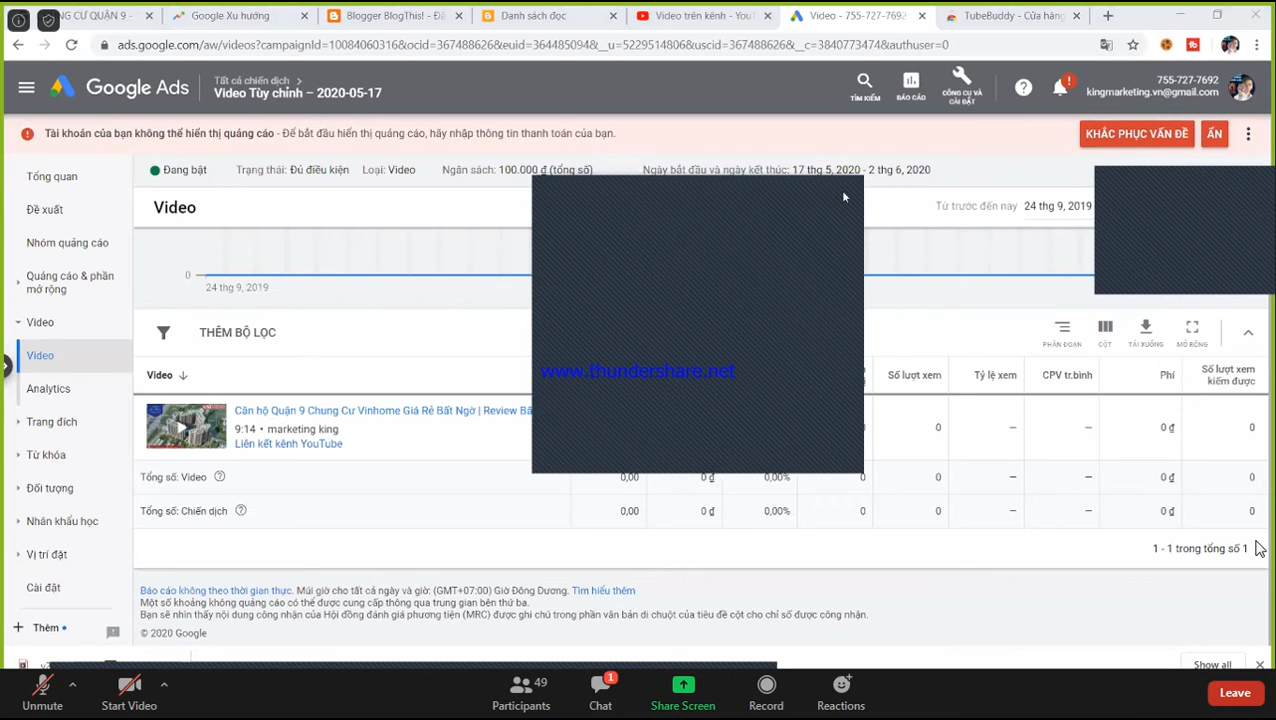 CƯ QUẬN 9 -
Google Xu hướng
Blogger BlogThis! - Dấ
Danh sách đọc
Video trên kênh - YouT
Video - 755-727-7692
TubeBuddy - Cửa hàng
ads.google.com/aw/videos?campaignId=10084060316&ocid=367489626&euid=364485094&__u=5229514806&uscid=367489626&__c=3840773474&authuser=0
Google Ads
Tất cả chiến dịch
Video Tùy chỉnh – 2020-05-17
TÌM KIẾM
BÁO CÁO
CÔNG CỤ VÀ
CÀI ĐẶT
755-727-7692
kingmarketing.vn@gmail.com
Tài khoản của bạn không thể hiển thị quảng cáo - Để bắt đầu hiển thị quảng cáo, hãy nhập thông tin thanh toán của bạn.
KHẮC PHỤC VẤN ĐỀ
ẨN
Tổng quan
Đề xuất
Nhóm quảng cáo
Quảng cáo & phần
mở rộng
Video
Video
Analytics
Trang đích
Từ khóa
Đối tượng
Nhân khẩu học
Vị trí đặt
Cài đặt
Thêm
Đang bật
Trạng thái: Đủ điều kiện
Loại: Video
Ngân sách: 100.000 ₫ (tổng số)
Ngày bắt đầu và ngày kết thúc: 17 thg 5, 2020 - 2 thg 6, 2020
Video
Từ trước đến nay
24 thg 9, 2019
0
24 thg 9, 2019
THÊM BỘ LỌC
PHÂN ĐOẠN
CỘT
TẢI XUỐNG
MỞ RỘNG
www.thundershare.net
Video
Số lượt xem
Tỷ lệ xem
CPV tr.bình
Phí
Số lượt xem
kiếm được
Căn hộ Quận 9 Chung Cư Vinhome Giá Rẻ Bất Ngờ | Review Bấ
9:14 • marketing king
Liên kết kênh YouTube
0 — — 0 ₫ 0
Tổng số: Video
0,00 0 ₫ 0,00% 0 0 — — 0 ₫ 0
Tổng số: Chiến dịch
0,00 0 ₫ 0,00% 0 0 — — 0 ₫ 0
1 - 1 trong tổng số 1
Báo cáo không theo thời gian thực. Múi giờ cho tất cả ngày và giờ: (GMT+07:00) Giờ Đông Dương. Tìm hiểu thêm
Một số khoảng không quảng cáo có thể được cung cấp thông qua trung gian bên thứ ba.
Bạn sẽ nhìn thấy nội dung công nhận của Hội đồng đánh giá phương tiện (MRC) được ghi chú trong phần văn bản di chuột của tiêu đề cột cho chỉ số được công nhận.
© 2020 Google
Show all
Unmute
Start Video
49
Participants
1
Chat
Share Screen
Record
Reactions
Leave